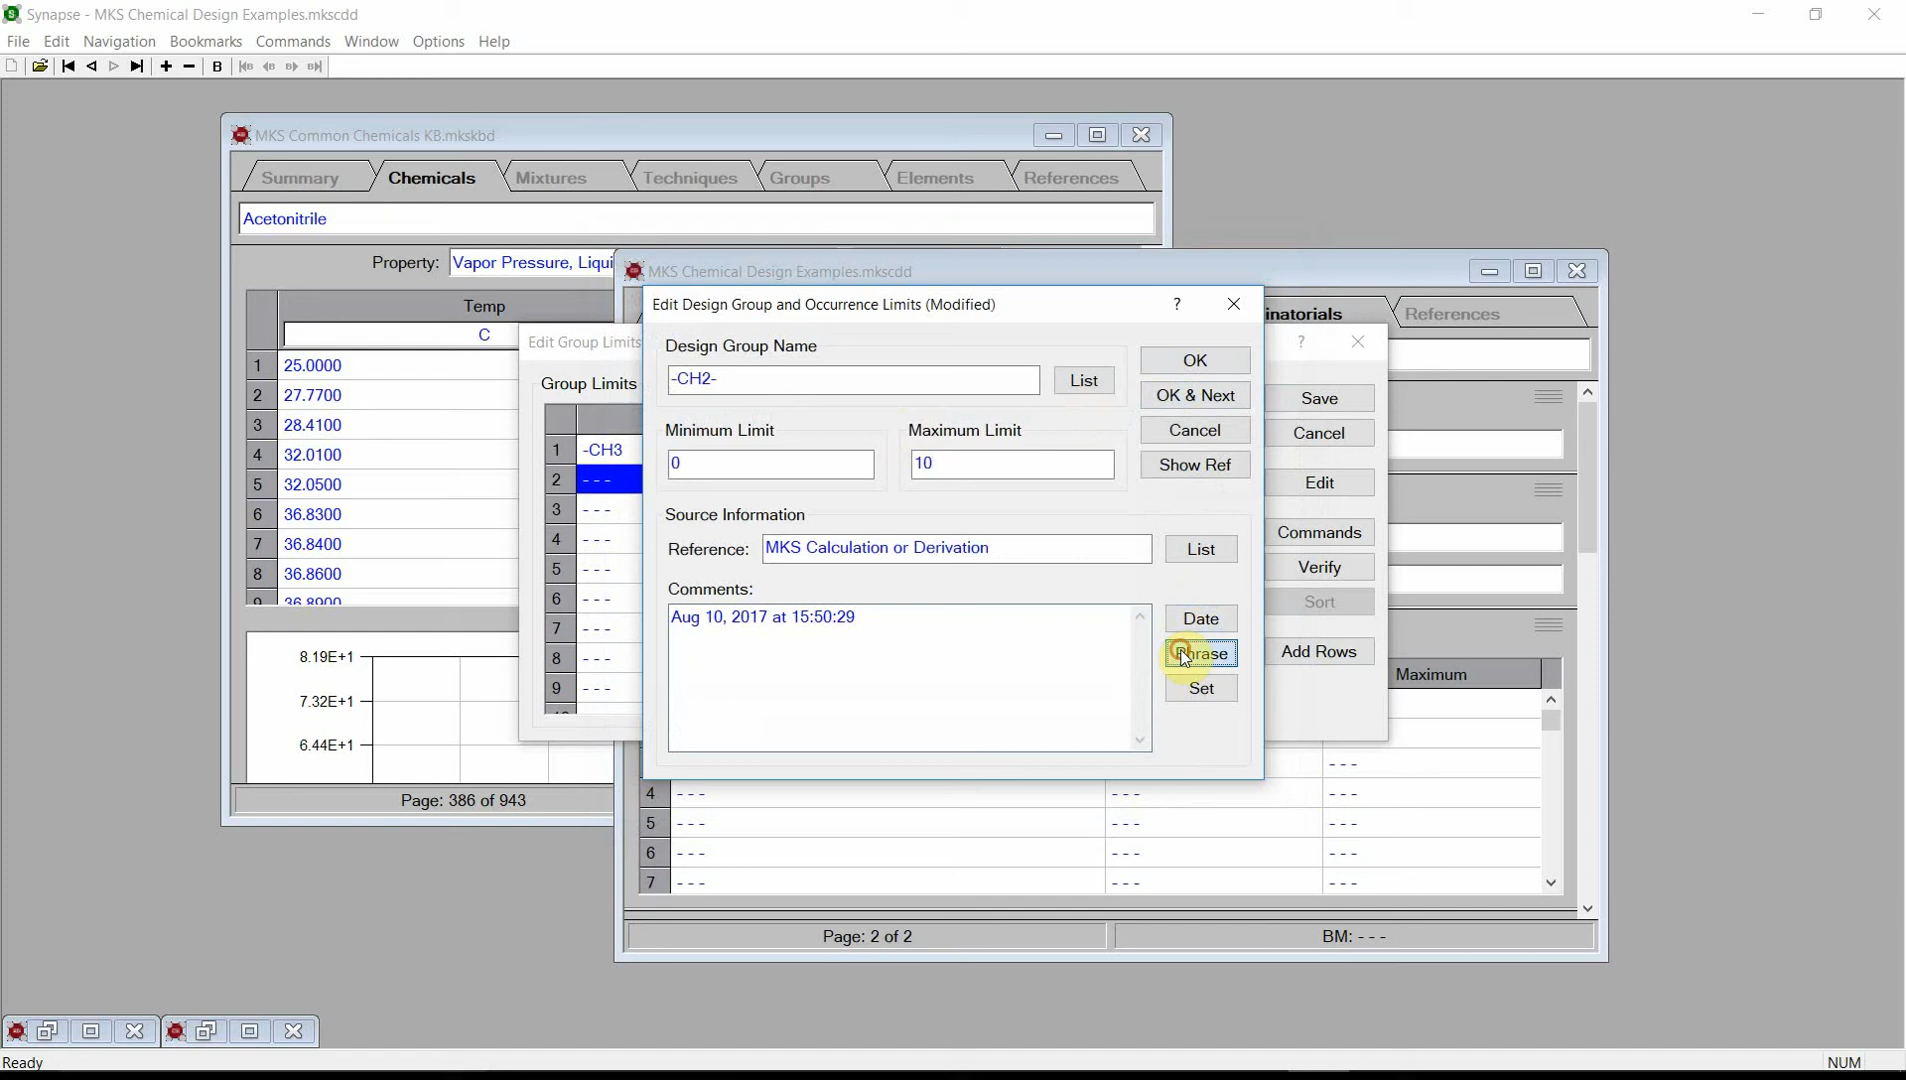 Synapse - MKS Chemical Design Examples.mkscdd
File Edit Navigation Bookmarks Commands Window Options Help
B
MKS Common Chemicals KB.mkskbd
Summary Chemicals Mixtures Techniques Groups Elements References
Acetonitrile
Property: Vapor Pressure, Liqui
Temp
C
1 25.0000
2 27.7700
3 28.4100
4 32.0100
5 32.0500
6 36.8300
7 36.8400
8 36.8600
9 36.8900
8.19E+1
7.32E+1
6.44E+1
Page: 386 of 943
MKS Chemical Design Examples.mkscdd
inatorials References
Maximum
- - -
4 - - - - - - - - -
5 - - - - - - - - -
6 - - - - - - - - -
7 - - - - - - - - -
Page: 2 of 2 BM: - - -
Edit Group Limits ?
Group Limits
1 -CH3
2 - - -
3 - - -
4 - - -
5 - - -
6 - - -
7 - - -
8 - - -
9 - - -
Save
Cancel
Edit
Commands
Verify
Sort
Add Rows
Edit Design Group and Occurrence Limits (Modified) ?
Design Group Name
-CH2- List
Minimum Limit Maximum Limit
0 10
OK
OK & Next
Cancel
Show Ref
Source Information
Reference: MKS Calculation or Derivation List
Comments:
Aug 10, 2017 at 15:50:29
Date
Phrase
Set
Ready NUM